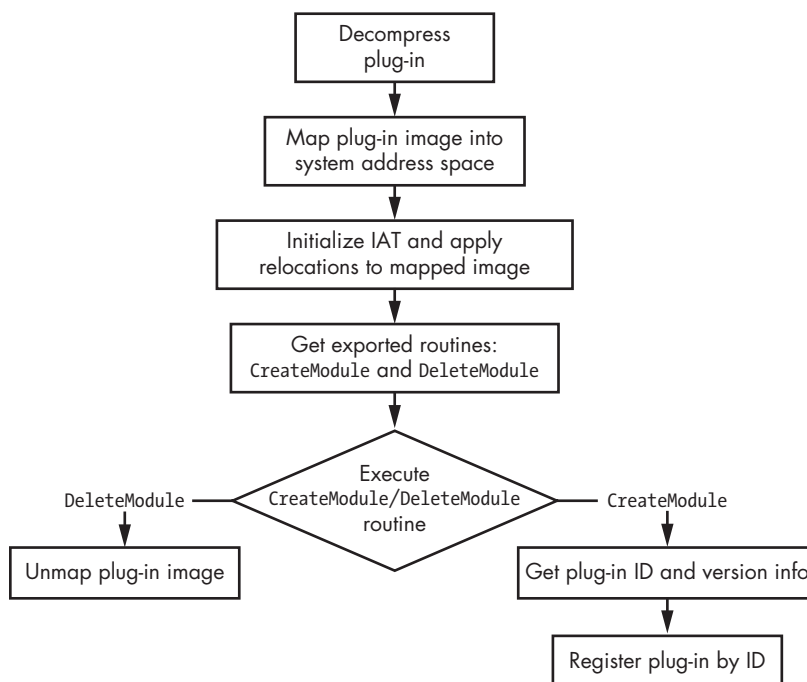 Decompress
plug-in
Map plug-in image into
system address space
Initialize IAT and apply
relocations to mapped image
Get exported routines:
CreateModule and DeleteModule
Execute
CreateModule/DeleteModule
routine
DeleteModule
CreateModule
Unmap plug-in image
Get plug-in ID and version info
Register plug-in by ID